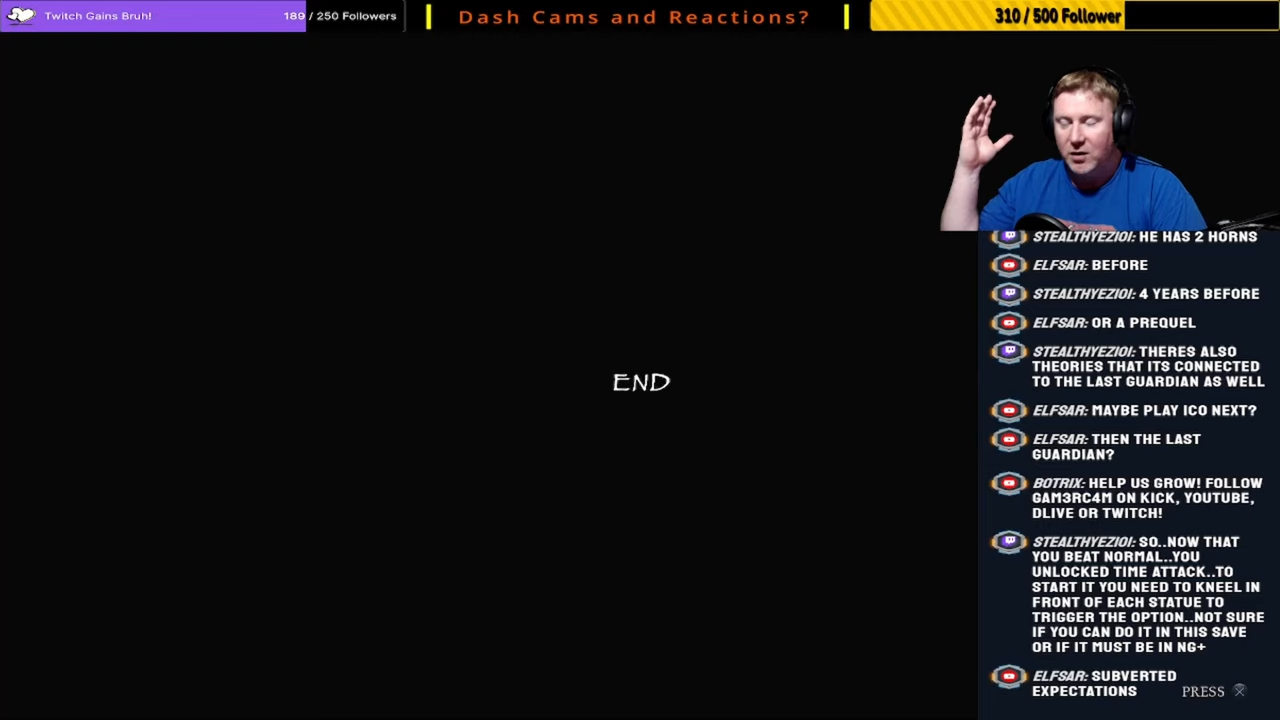 Twitch Gains Bruh!
189 / 250 Followers
Dash Cams and Reactions?
310 / 500 Follower
STEALTHYEZIO1: HE HAS 2 HORNS
ELFSAR: BEFORE
STEALTHYEZIO1: 4 YEARS BEFORE
ELFSAR: OR A PREQUEL
STEALTHYEZIO1: THERES ALSO
THEORIES THAT ITS CONNECTED
TO THE LAST GUARDIAN AS WELL
END
ELFSAR: MAYBE PLAY ICO NEXT?
ELFSAR: THEN THE LAST
GUARDIAN?
BOTRIX: HELP US GROW! FOLLOW
GAM3RC4M ON KICK, YOUTUBE,
DLIVE OR TWITCH!
STEALTHYEZIO1: SO..NOW THAT
YOU BEAT NORMAL..YOU
UNLOCKED TIME ATTACK..TO
START IT YOU NEED TO KNEEL IN
FRONT OF EACH STATUE TO
TRIGGER THE OPTION..NOT SURE
IF YOU CAN DO IT IN THIS SAVE
OR IF IT MUST BE IN NG+
ELFSAR: SUBVERTED
EXPECTATIONS
PRESS